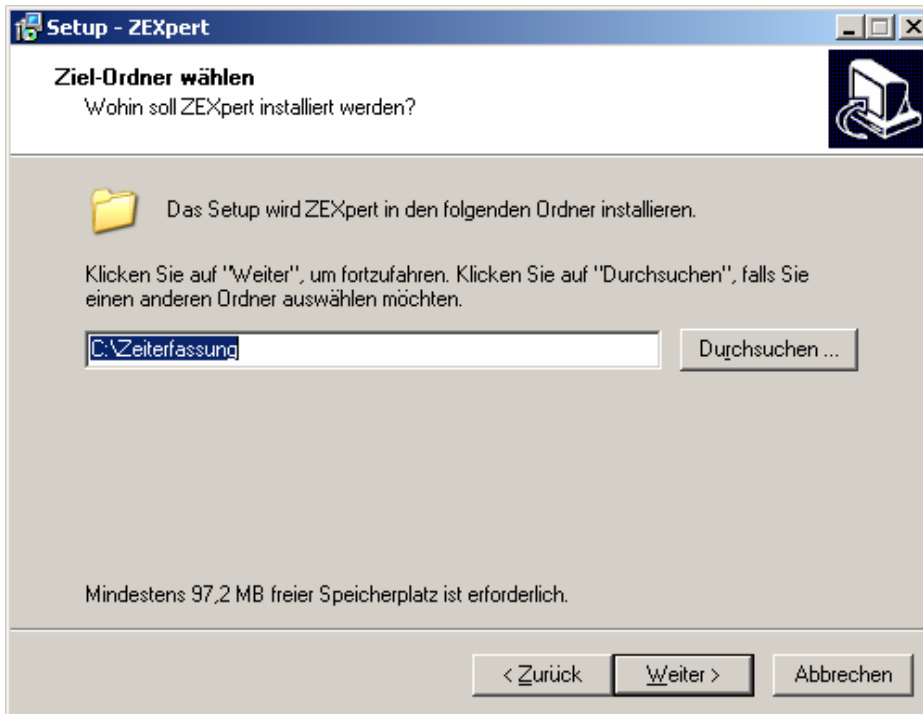 Setup - ZEXpert
Ziel-Ordner wählen
Wohin soll ZEXpert installiert werden?
Das Setup wird ZEXpert in den folgenden Ordner installieren.
Klicken Sie auf "Weiter", um fortzufahren. Klicken Sie auf "Durchsuchen", falls Sie
einen anderen Ordner auswählen möchten.
C:\Zeiterfassung
Durchsuchen ...
Mindestens 97,2 MB freier Speicherplatz ist erforderlich.
< Zurück
Weiter >
Abbrechen